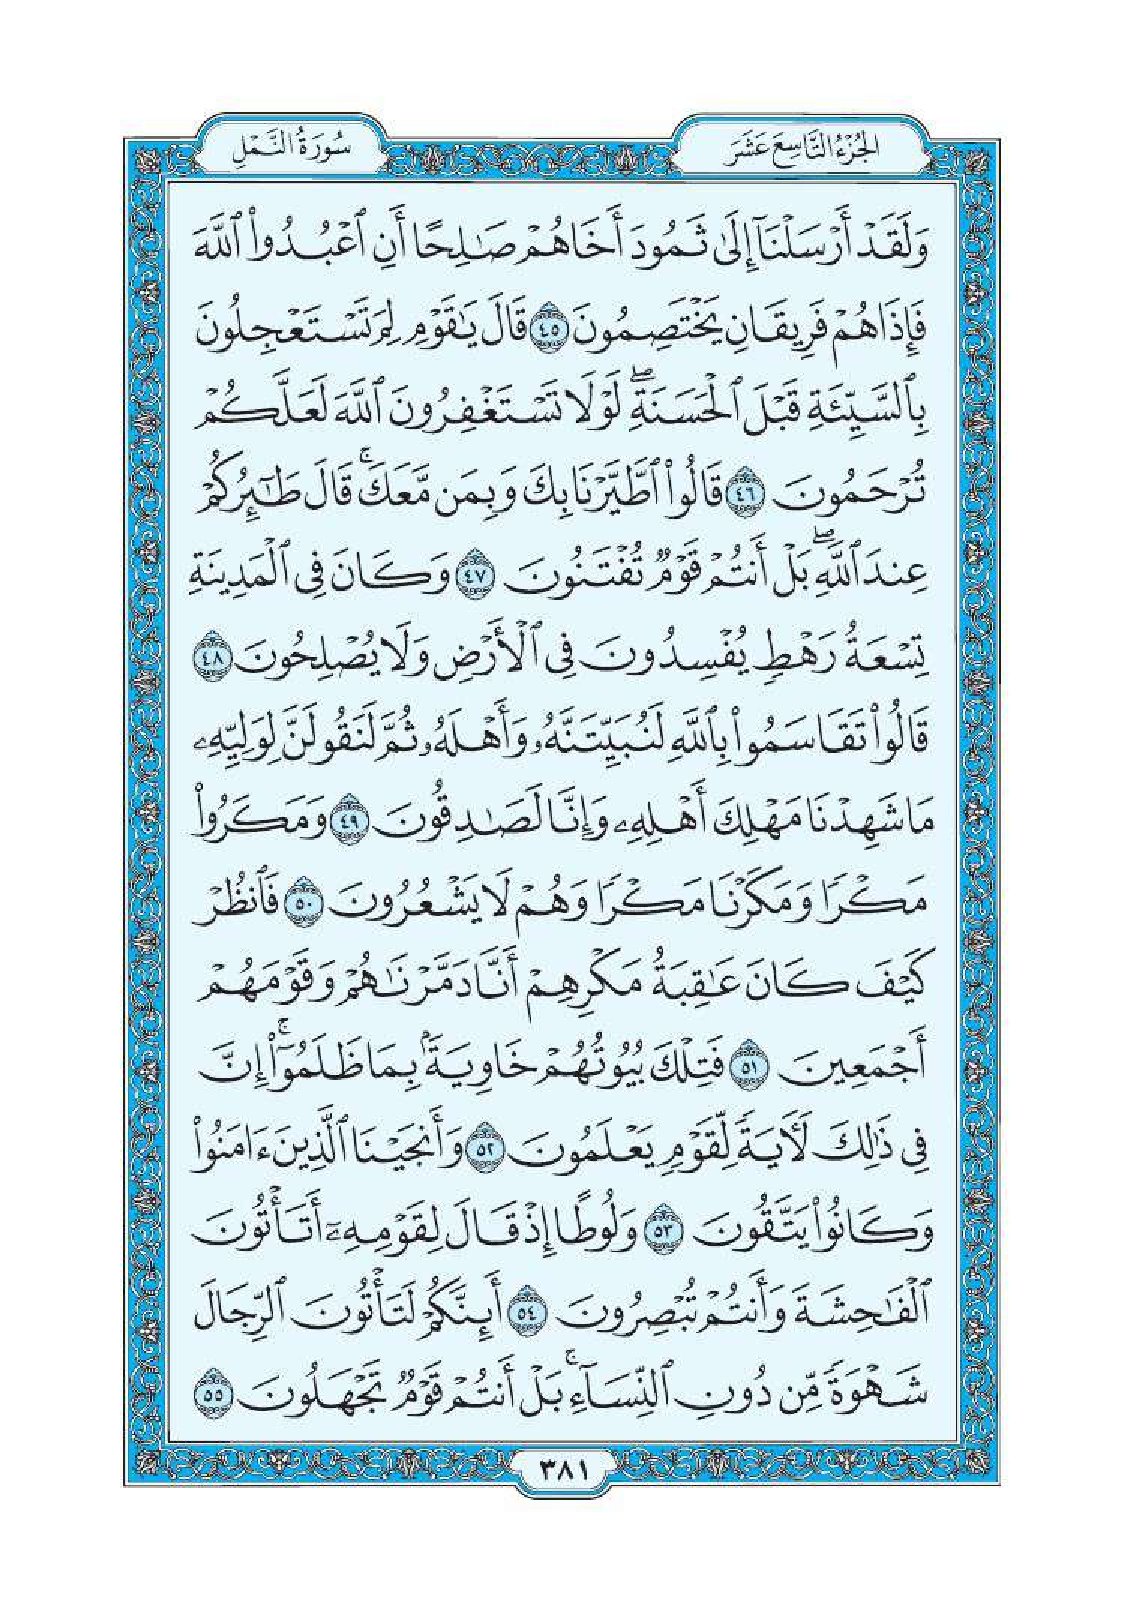 الجُزْءُ التَّاسِعَ عَشَرَ
سُورَةُ النَّمْلِ
وَلَقَدْ أَرْسَلْنَآ إِلَىٰ ثَمُودَ أَخَاهُمْ صَٰلِحًا أَنِ ٱعْبُدُوا۟ ٱللَّهَ
فَإِذَا هُمْ فَرِيقَانِ يَخْتَصِمُونَ ٤٥ قَالَ يَٰقَوْمِ لِمَ تَسْتَعْجِلُونَ
بِٱلسَّيِّئَةِ قَبْلَ ٱلْحَسَنَةِ ۖ لَوْلَا تَسْتَغْفِرُونَ ٱللَّهَ لَعَلَّكُمْ
تُرْحَمُونَ ٤٦ قَالُوا۟ ٱطَّيَّرْنَا بِكَ وَبِمَن مَّعَكَ ۚ قَالَ طَٰٓئِرُكُمْ
عِندَ ٱللَّهِ ۖ بَلْ أَنتُمْ قَوْمٌ تُفْتَنُونَ ٤٧ وَكَانَ فِى ٱلْمَدِينَةِ
تِسْعَةُ رَهْطٍ يُفْسِدُونَ فِى ٱلْأَرْضِ وَلَا يُصْلِحُونَ ٤٨
قَالُوا۟ تَقَاسَمُوا۟ بِٱللَّهِ لَنُبَيِّتَنَّهُۥ وَأَهْلَهُۥ ثُمَّ لَنَقُولَنَّ لِوَلِيِّهِۦ
مَا شَهِدْنَا مَهْلِكَ أَهْلِهِۦ وَإِنَّا لَصَٰدِقُونَ ٤٩ وَمَكَرُوا۟
مَكْرًا وَمَكَرْنَا مَكْرًا وَهُمْ لَا يَشْعُرُونَ ٥٠ فَٱنظُرْ
كَيْفَ كَانَ عَٰقِبَةُ مَكْرِهِمْ أَنَّا دَمَّرْنَٰهُمْ وَقَوْمَهُمْ
أَجْمَعِينَ ٥١ فَتِلْكَ بُيُوتُهُمْ خَاوِيَةًۢ بِمَا ظَلَمُوٓا۟ ۚ إِنَّ
فِى ذَٰلِكَ لَءَايَةً لِّقَوْمٍ يَعْلَمُونَ ٥٢ وَأَنجَيْنَا ٱلَّذِينَ ءَامَنُوا۟
وَكَانُوا۟ يَتَّقُونَ ٥٣ وَلُوطًا إِذْ قَالَ لِقَوْمِهِۦٓ أَتَأْتُونَ
ٱلْفَٰحِشَةَ وَأَنتُمْ تُبْصِرُونَ ٥٤ أَئِنَّكُمْ لَتَأْتُونَ ٱلرِّجَالَ
شَهْوَةً مِّن دُونِ ٱلنِّسَآءِ ۚ بَلْ أَنتُمْ قَوْمٌ تَجْهَلُونَ ٥٥
٣٨١